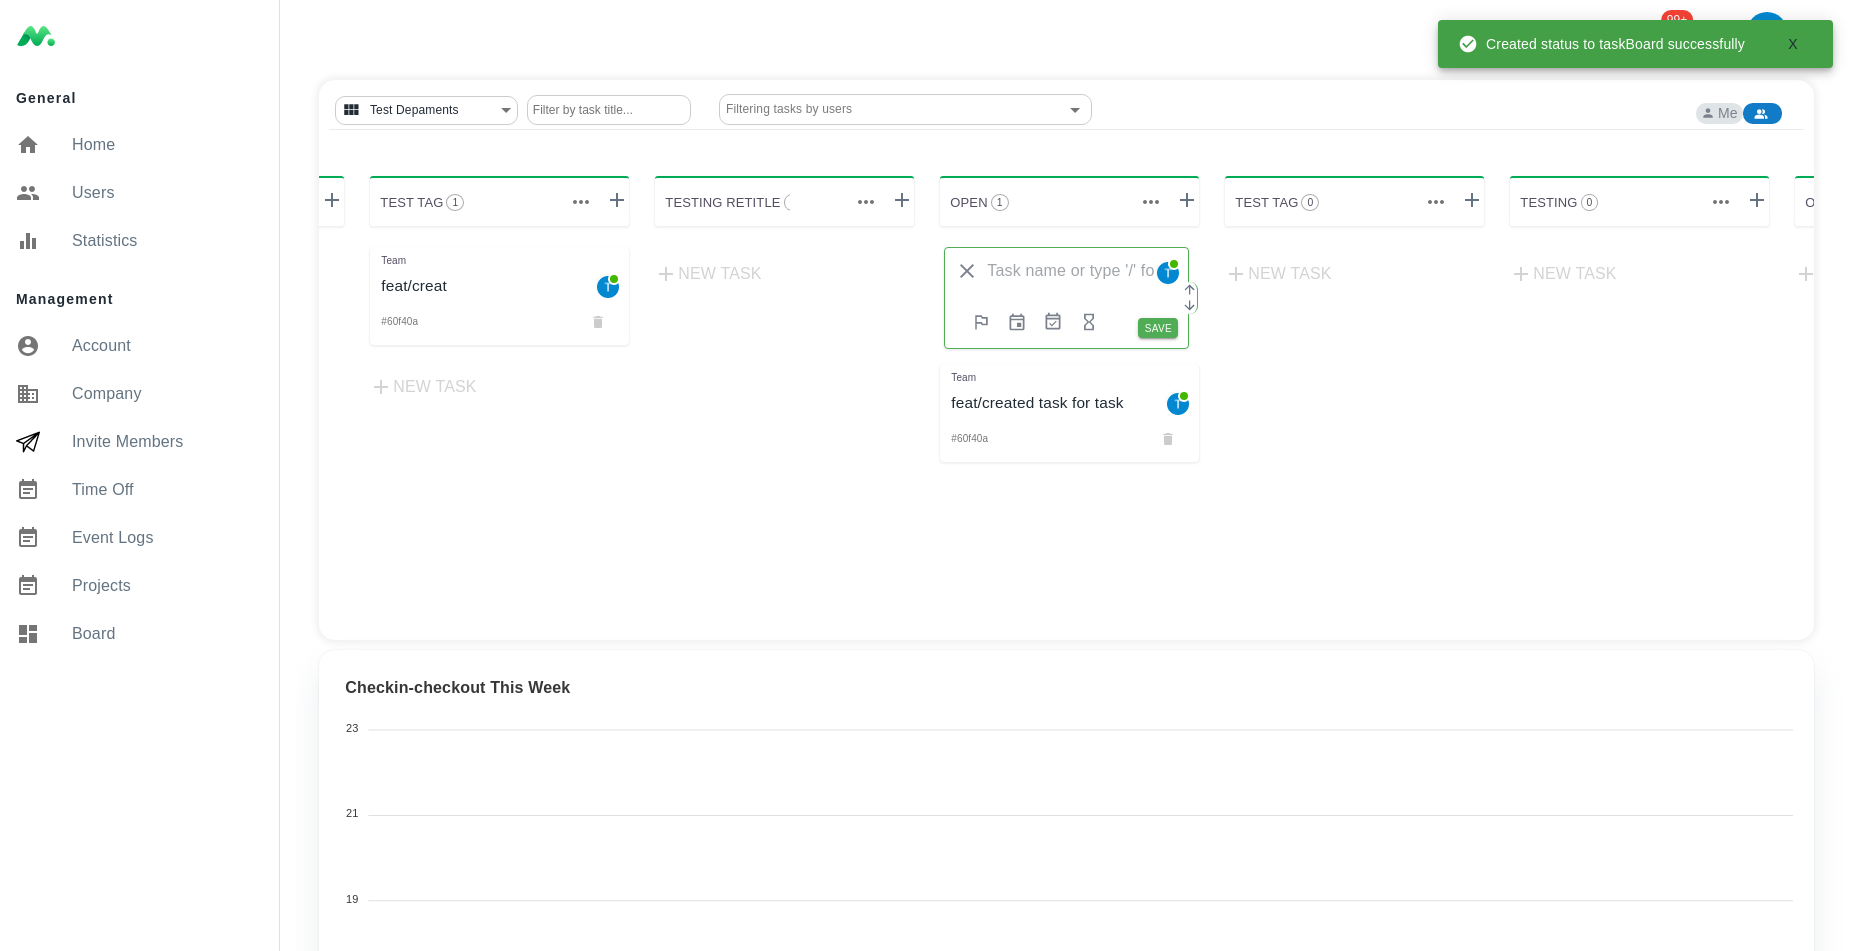 Created status to taskBoard successfully X
General
Home
Users
Statistics
Management
Account
Company
Invite Members
Time Off
Event Logs
Projects
Board
Test Depaments
Filter by task title...
Filtering tasks by users
Me
TEST TAG 1
TESTING RETITLE
OPEN 1
TEST TAG 0
TESTING 0
Team
feat/creat
T
#60f40a
NEW TASK
NEW TASK
Task name or type '/' fo
T
SAVE
Team
feat/created task for task
T
#60f40a
NEW TASK
NEW TASK
Checkin-checkout This Week
23
21
19